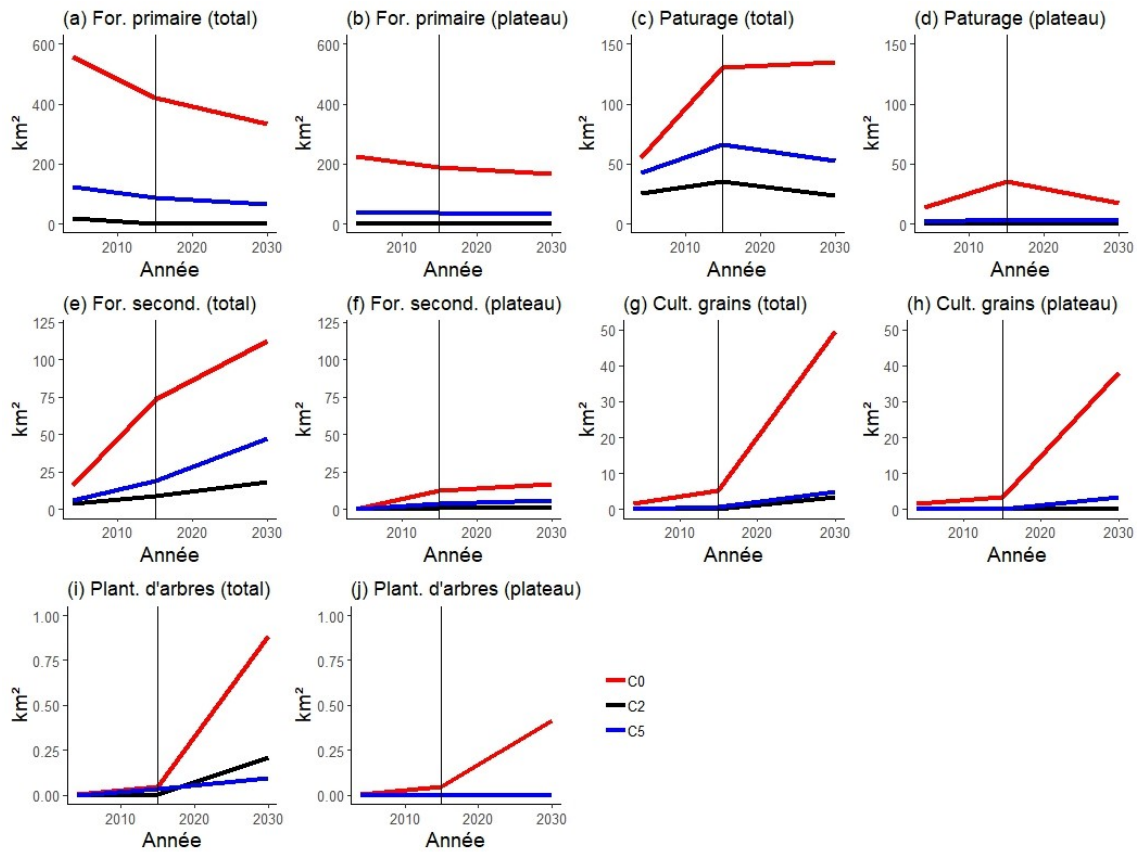 (a) For. primaire (total)
600
400
200
0
km²
2010
2020
2030
Année
(b) For. primaire (plateau)
600
400
200
0
km²
2010
2020
2030
Année
(c) Paturage (total)
150
100
50
0
km²
2010
2020
2030
Année
(d) Paturage (plateau)
150
100
50
0
km²
2010
2020
2030
Année
(e) For. second. (total)
125
100
75
50
25
0
km²
2010
2020
2030
Année
(f) For. second. (plateau)
125
100
75
50
25
0
km²
2010
2020
2030
Année
(g) Cult. grains (total)
50
40
30
20
10
0
km²
2010
2020
2030
Année
(h) Cult. grains (plateau)
50
40
30
20
10
0
km²
2010
2020
2030
Année
(i) Plant. d'arbres (total)
1.00
0.75
0.50
0.25
0.00
km²
2010
2020
2030
Année
(j) Plant. d'arbres (plateau)
1.00
0.75
0.50
0.25
0.00
km²
2010
2020
2030
Année
C0
C2
C5